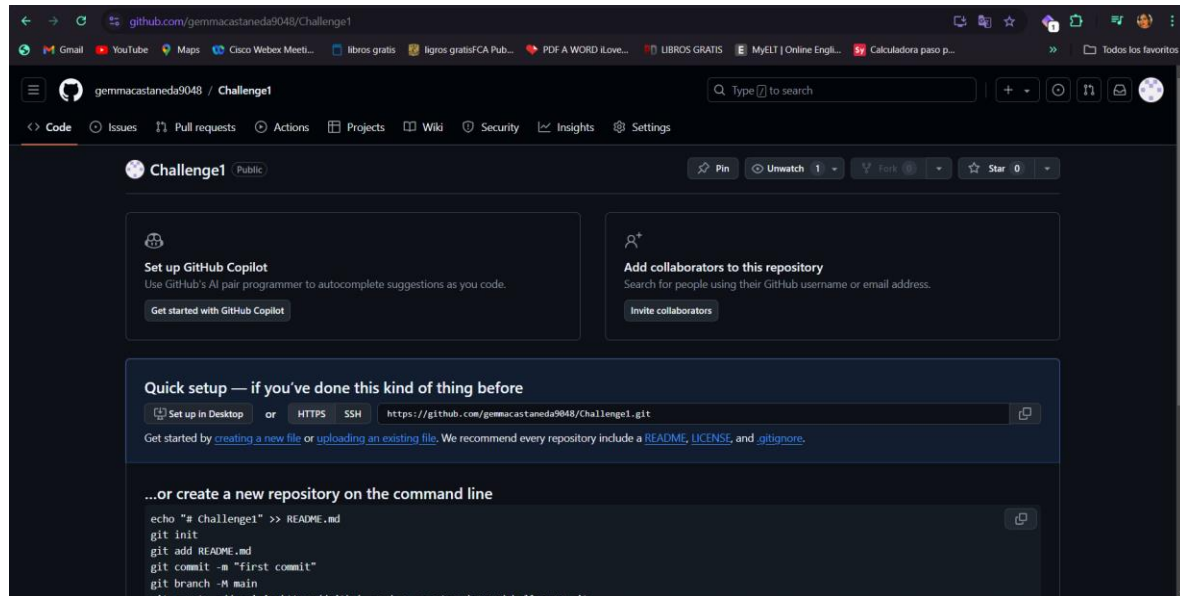 github.com/gemmacastaneda9048/Challenge1
Gmail YouTube Maps Cisco Webex Meeti... libros gratis ligros gratisFCA Pub... PDF A WORD iLove... LIBROS GRATIS E MyELT | Online Engli... Sy Calculadora paso p... » Todos los favoritos
gemmacastaneda9048 / Challenge1 Type / to search
<> Code Issues Pull requests Actions Projects Wiki Security Insights Settings
Challenge1 Public Pin Unwatch 1 Fork 0 Star 0
Set up GitHub Copilot
Use GitHub's AI pair programmer to autocomplete suggestions as you code.
Get started with GitHub Copilot
Add collaborators to this repository
Search for people using their GitHub username or email address.
Invite collaborators
Quick setup — if you've done this kind of thing before
Set up in Desktop or HTTPS SSH https://github.com/gemmacastaneda9048/Challenge1.git
Get started by creating a new file or uploading an existing file. We recommend every repository include a README, LICENSE, and .gitignore.
...or create a new repository on the command line
echo "# Challenge1" >> README.md
git init
git add README.md
git commit -m "first commit"
git branch -M main